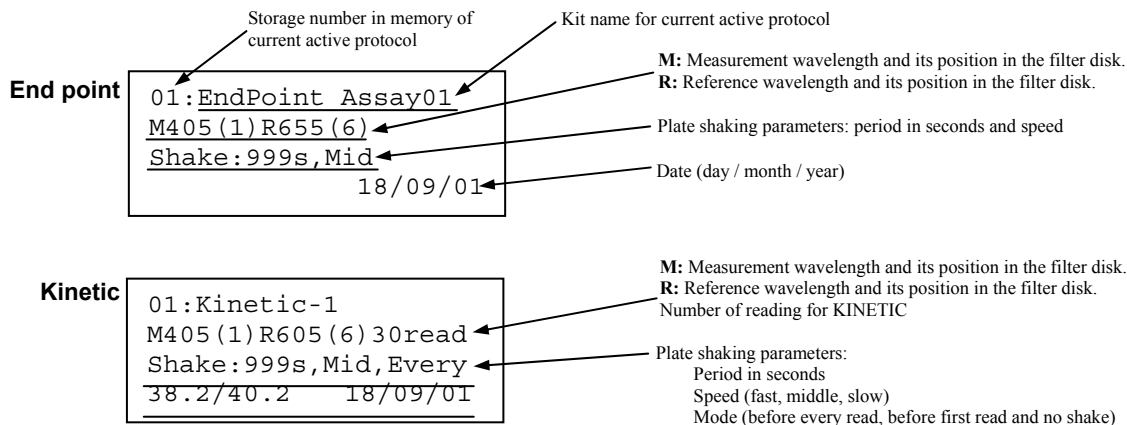 Storage number in memory of
current active protocol
Kit name for current active protocol
M: Measurement wavelength and its position in the filter disk.
R: Reference wavelength and its position in the filter disk.
End point
01:EndPoint Assay01
M405(1)R655(6)
Shake:999s,Mid
18/09/01
Plate shaking parameters: period in seconds and speed
Date (day / month / year)
Kinetic
01:Kinetic-1
M405(1)R605(6)30read
Shake:999s,Mid,Every
38.2/40.2 18/09/01
M: Measurement wavelength and its position in the filter disk.
R: Reference wavelength and its position in the filter disk.
Number of reading for KINETIC
Plate shaking parameters:
Period in seconds
Speed (fast, middle, slow)
Mode (before every read, before first read and no shake)